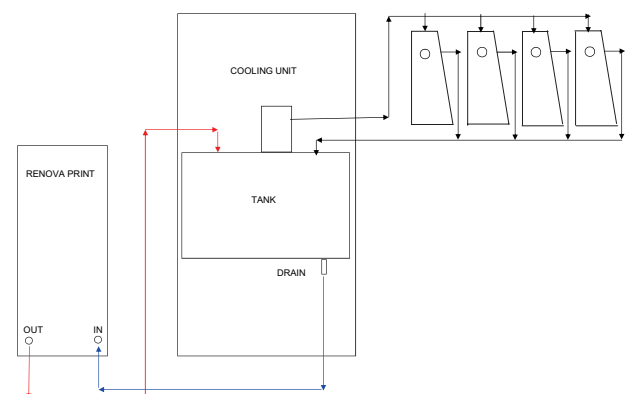 COOLING UNIT
RENOVA PRINT
TANK
DRAIN
OUT IN